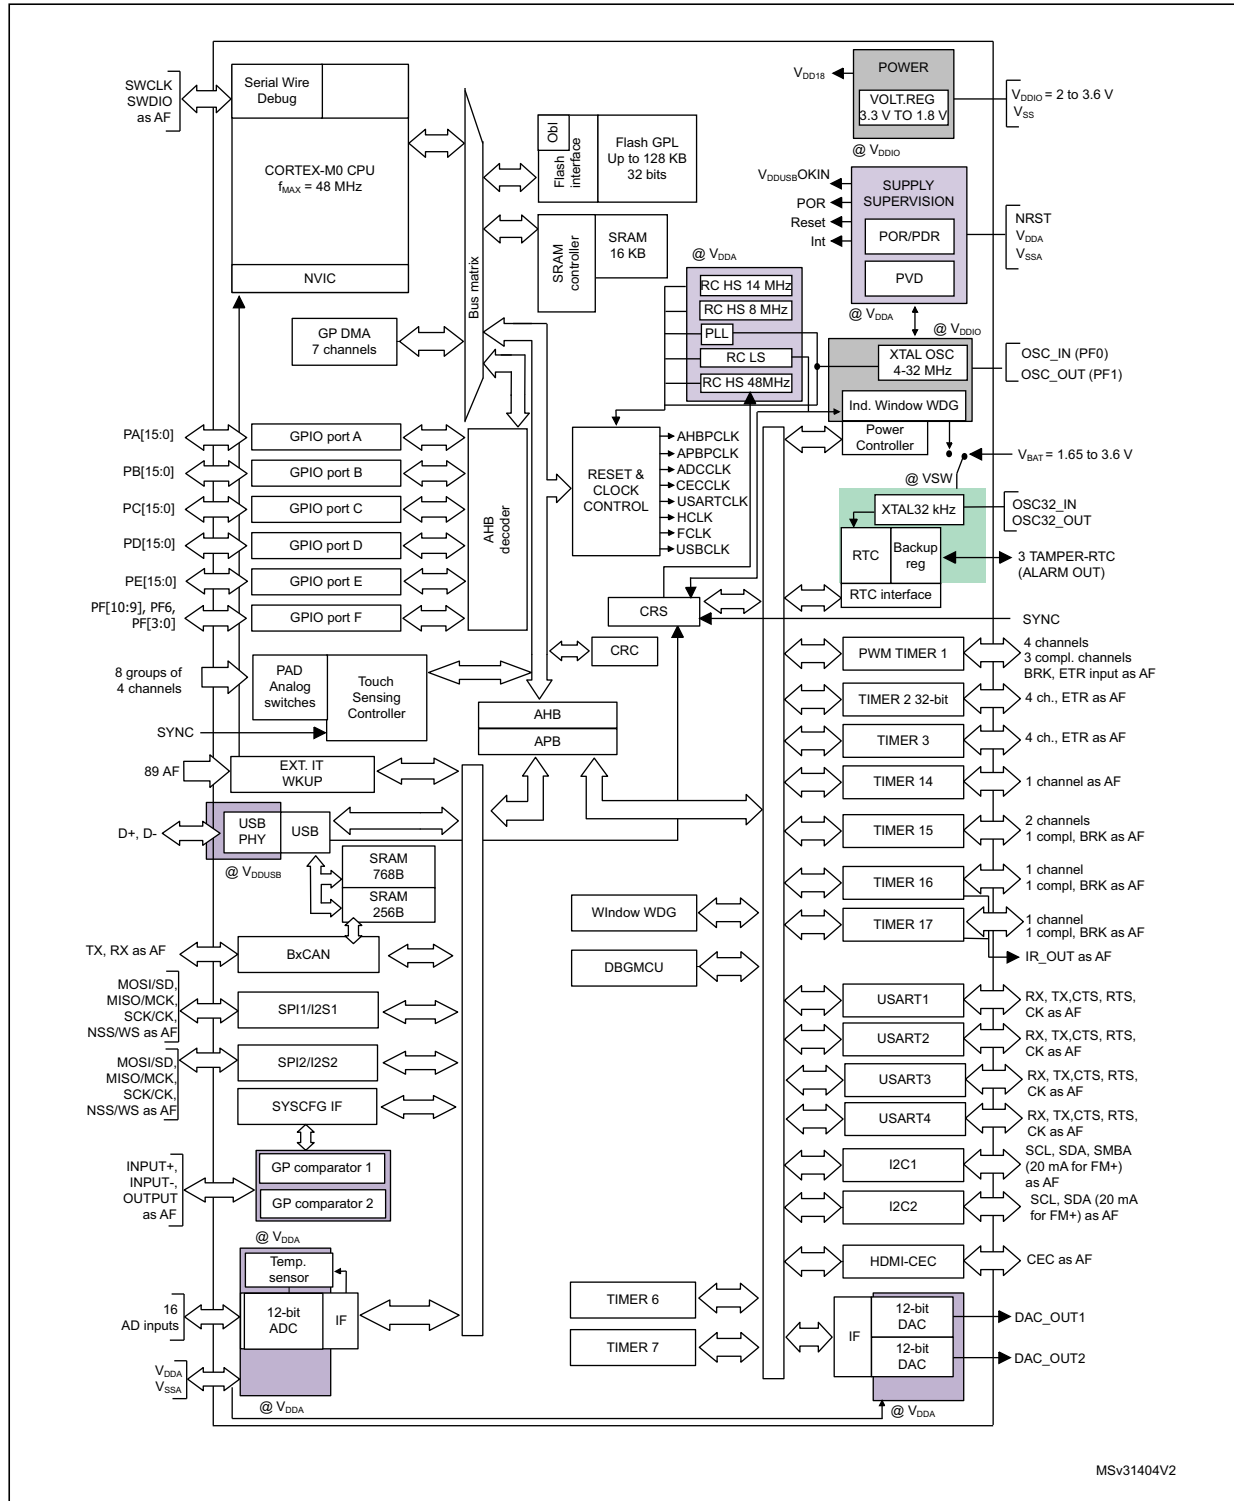 SWCLK
SWDIO
as AF
Serial Wire
Debug
CORTEX-M0 CPU
fMAX = 48 MHz
NVIC
Bus matrix
Obl
Flash
interface
Flash GPL
Up to 128 KB
32 bits
SRAM
controller
SRAM
16 KB
GP DMA
7 channels
VDD18
POWER
VOLT.REG
3.3 V TO 1.8 V
VDDIO = 2 to 3.6 V
VSS
@ VDDIO
VDDUSBOKIN
POR
Reset
Int
SUPPLY
SUPERVISION
POR/PDR
PVD
NRST
VDDA
VSSA
@ VDDA
@ VDDA
RC HS 14 MHz
RC HS 8 MHz
PLL
RC LS
RC HS 48MHz
@ VDDIO
XTAL OSC
4-32 MHz
OSC_IN (PF0)
OSC_OUT (PF1)
Ind. Window WDG
Power
Controller
VBAT = 1.65 to 3.6 V
@ VSW
XTAL32 kHz
OSC32_IN
OSC32_OUT
RTC
Backup
reg
3 TAMPER-RTC
(ALARM OUT)
RTC interface
PA[15:0]
GPIO port A
PB[15:0]
GPIO port B
PC[15:0]
GPIO port C
PD[15:0]
GPIO port D
PE[15:0]
GPIO port E
PF[10:9], PF6,
PF[3:0]
GPIO port F
AHB
decoder
RESET &
CLOCK
CONTROL
AHBPCLK
APBPCLK
ADCCLK
CECCLK
USARTCLK
HCLK
FCLK
USBCLK
CRS
SYNC
CRC
8 groups of
4 channels
PAD
Analog
switches
Touch
Sensing
Controller
SYNC
AHB
APB
89 AF
EXT. IT
WKUP
D+, D-
USB
PHY
USB
@ VDDUSB
SRAM
768B
SRAM
256B
TX, RX as AF
BxCAN
MOSI/SD,
MISO/MCK,
SCK/CK,
NSS/WS as AF
SPI1/I2S1
MOSI/SD,
MISO/MCK,
SCK/CK,
NSS/WS as AF
SPI2/I2S2
SYSCFG IF
INPUT+,
INPUT-,
OUTPUT
as AF
GP comparator 1
GP comparator 2
@ VDDA
Temp.
sensor
16
AD inputs
12-bit
ADC
IF
VDDA
VSSA
@ VDDA
WIndow WDG
DBGMCU
TIMER 6
TIMER 7
PWM TIMER 1
4 channels
3 compl. channels
BRK, ETR input as AF
TIMER 2 32-bit
4 ch., ETR as AF
TIMER 3
4 ch., ETR as AF
TIMER 14
1 channel as AF
TIMER 15
2 channels
1 compl, BRK as AF
TIMER 16
1 channel
1 compl, BRK as AF
TIMER 17
1 channel
1 compl, BRK as AF
IR_OUT as AF
USART1
RX, TX,CTS, RTS,
CK as AF
USART2
RX, TX,CTS, RTS,
CK as AF
USART3
RX, TX,CTS, RTS,
CK as AF
USART4
RX, TX,CTS, RTS,
CK as AF
I2C1
SCL, SDA, SMBA
(20 mA for FM+)
as AF
I2C2
SCL, SDA (20 mA
for FM+) as AF
HDMI-CEC
CEC as AF
IF
12-bit
DAC
DAC_OUT1
12-bit
DAC
DAC_OUT2
@ VDDA
MSv31404V2